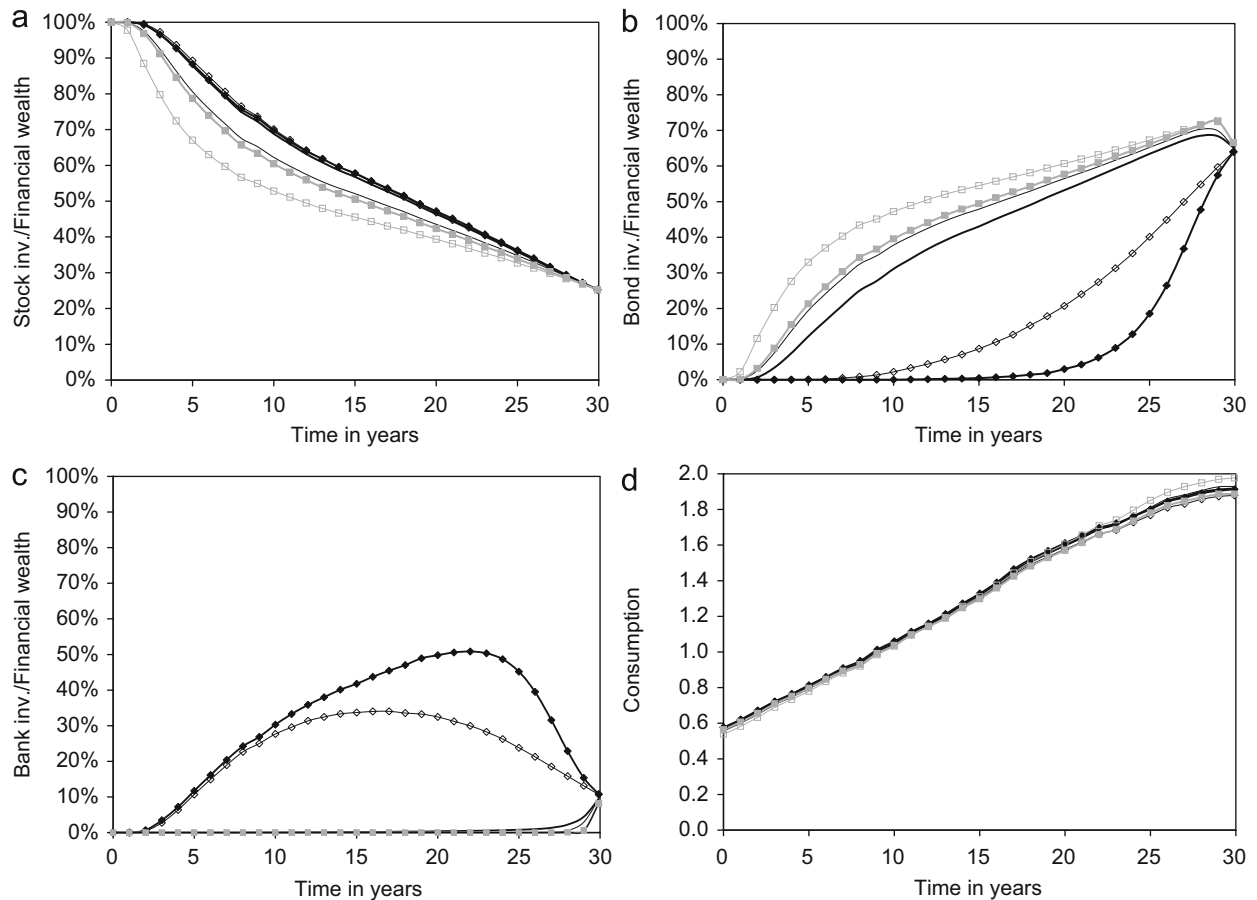 a
100%
90%
80%
70%
60%
50%
40%
30%
20%
10%
0%
Stock inv./Financial wealth
0 5 10 15 20 25 30
Time in years
b
100%
90%
80%
70%
60%
50%
40%
30%
20%
10%
0%
Bond inv./Financial wealth
0 5 10 15 20 25 30
Time in years
c
100%
90%
80%
70%
60%
50%
40%
30%
20%
10%
0%
Bank inv./Financial wealth
0 5 10 15 20 25 30
Time in years
d
2.0
1.8
1.6
1.4
1.2
1.0
0.8
0.6
0.4
0.2
0.0
Consumption
0 5 10 15 20 25 30
Time in years